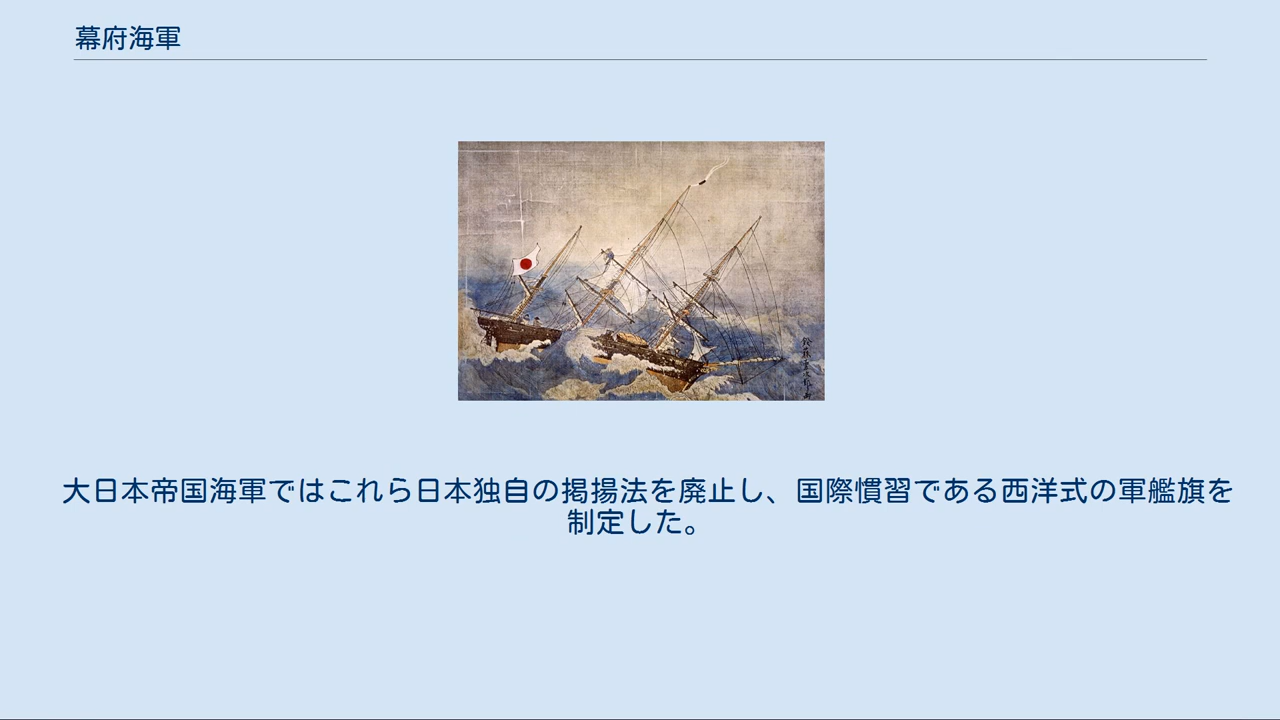 幕府海軍
大日本帝国海軍ではこれら日本独自の掲揚法を廃止し、国際慣習である西洋式の軍艦旗を
制定した。